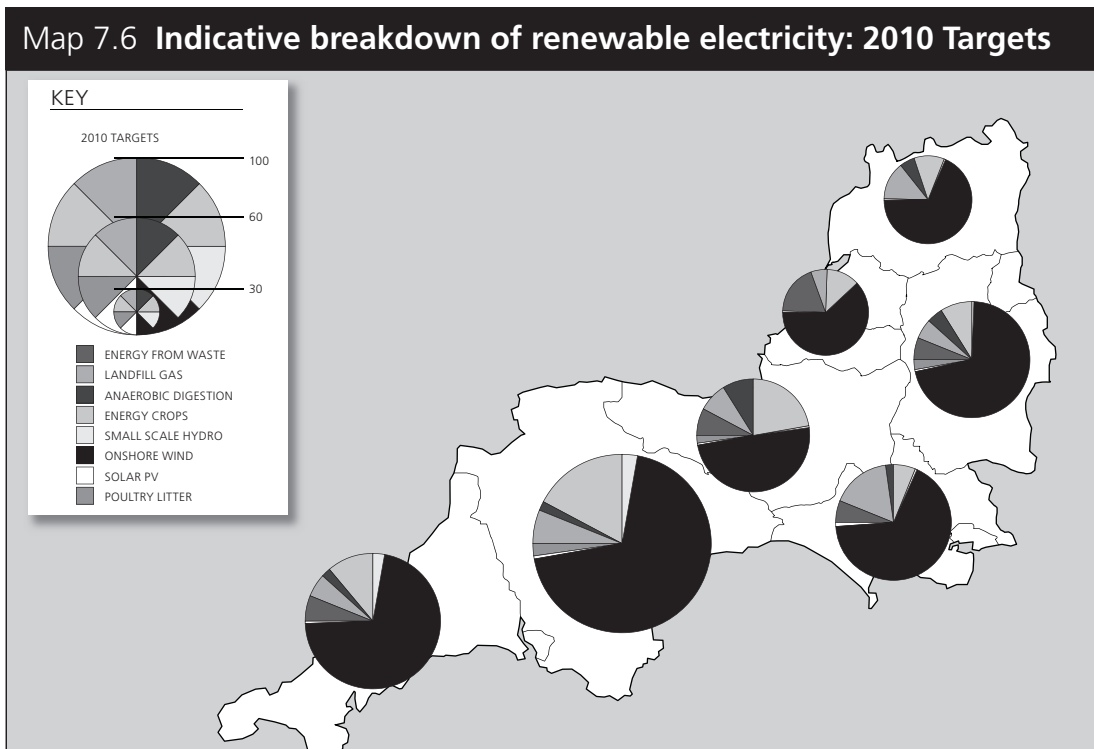 Map 7.6 Indicative breakdown of renewable electricity: 2010 Targets
KEY
2010 TARGETS
100
60
30
ENERGY FROM WASTE
LANDFILL GAS
ANAEROBIC DIGESTION
ENERGY CROPS
SMALL SCALE HYDRO
ONSHORE WIND
SOLAR PV
POULTRY LITTER